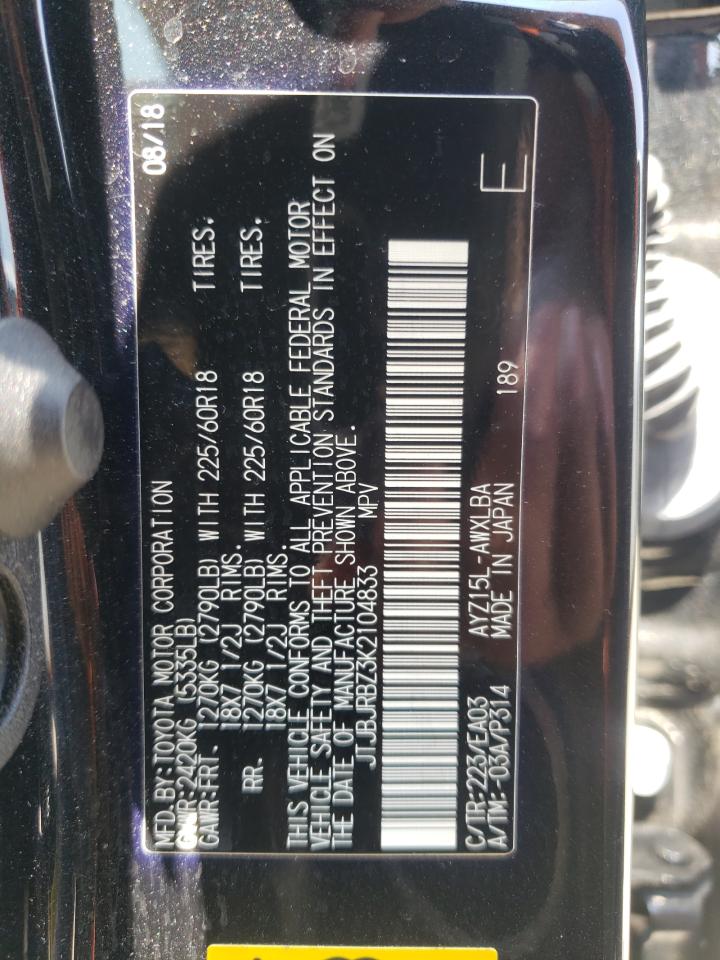 MFD. BY: TOYOTA MOTOR CORPORATION 08/18
GVWR: 2420KG (5335LB)
GAWR: FRT. 1270KG (2790LB) WITH 225/60R18 TIRES.
18X7 1/2J RIMS.
RR. 1270KG (2790LB) WITH 225/60R18 TIRES.
18X7 1/2J RIMS.
THIS VEHICLE CONFORMS TO ALL APPLICABLE FEDERAL MOTOR
VEHICLE SAFETY AND THEFT PREVENTION STANDARDS IN EFFECT ON
THE DATE OF MANUFACTURE SHOWN ABOVE.
JTJBJRBZ3K2104833 MPV
C/TR: 223/EA03 AYZ15L-AWXLBA
A/TM: -03A/P314 MADE IN JAPAN 189 E